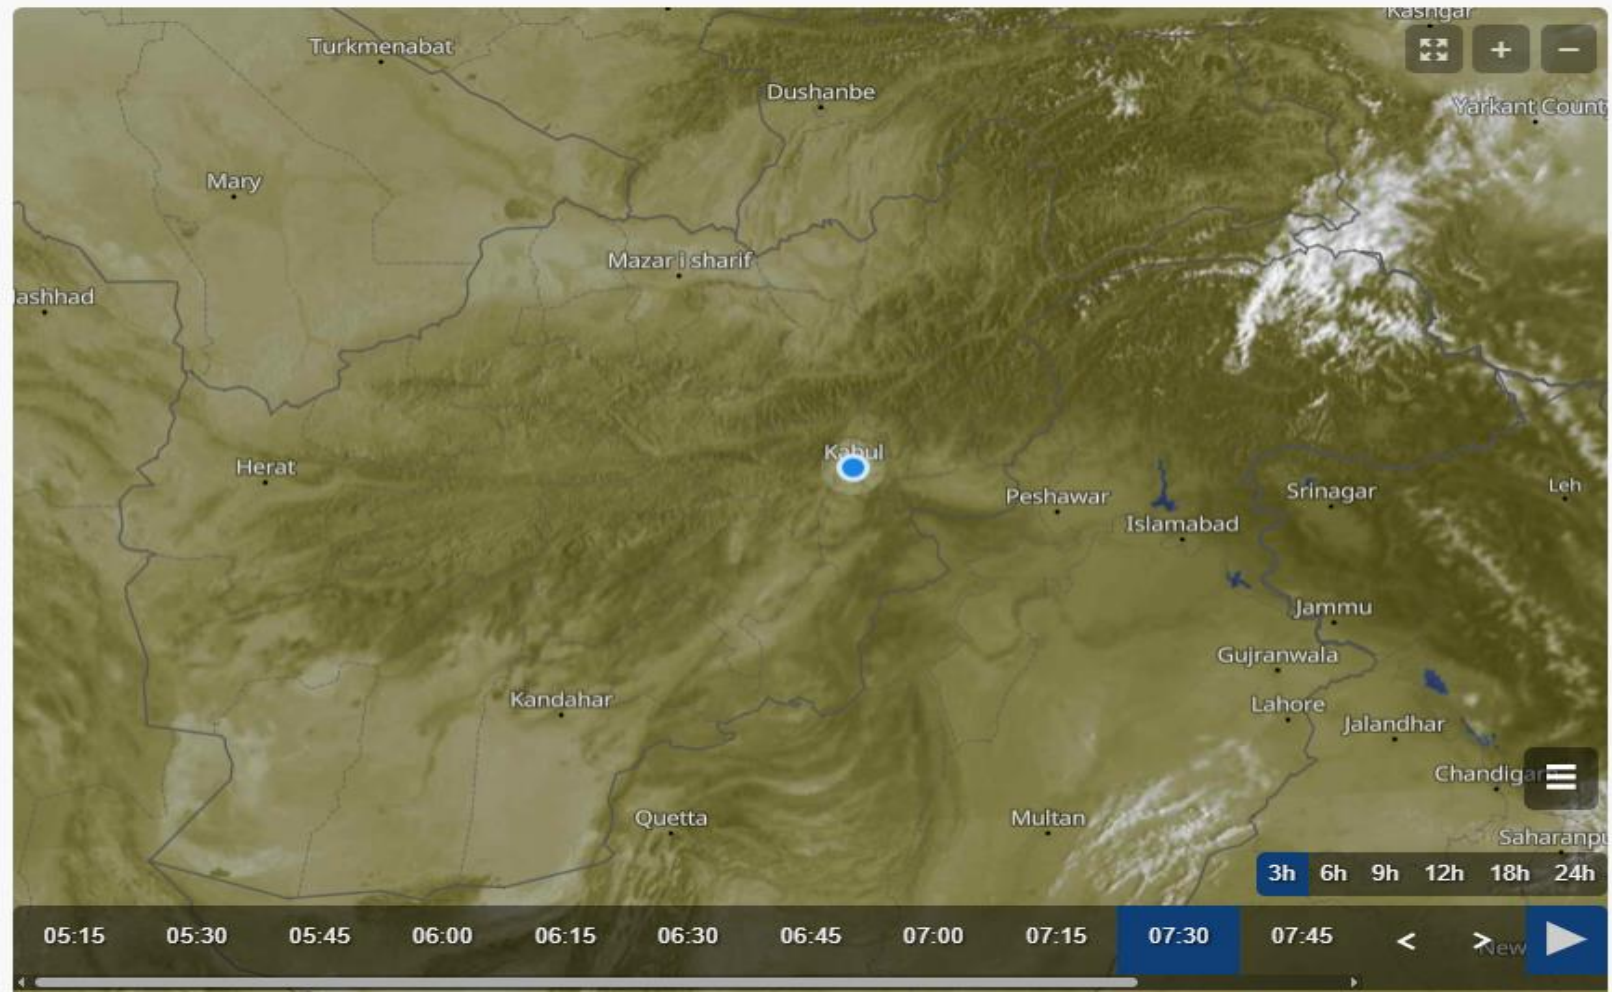 Kashgar
Turkmenabat
+
−
Dushanbe
Yarkant County
Mary
Mazar i sharif
ashhad
Kabul
Herat
Peshawar
Srinagar
Leh
Islamabad
Jammu
Gujranwala
Kandahar
Lahore
Jalandhar
Chandigar
Quetta
Multan
Saharanpu
3h 6h 9h 12h 18h 24h
05:15 05:30 05:45 06:00 06:15 06:30 06:45 07:00 07:15 07:30 07:45 < >
New